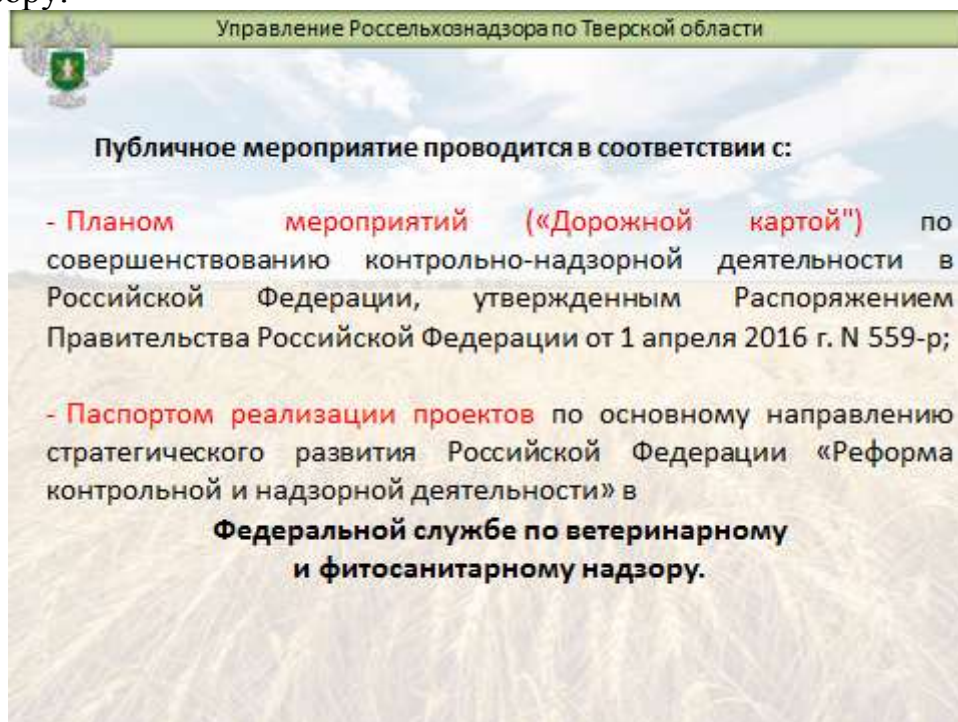 ору.
Управление Россельхознадзора по Тверской области
Публичное мероприятие проводится в соответствии с:
- Планом мероприятий («Дорожной картой") по
совершенствованию контрольно-надзорной деятельности в
Российской Федерации, утвержденным Распоряжением
Правительства Российской Федерации от 1 апреля 2016 г. N 559-р;
- Паспортом реализации проектов по основному направлению
стратегического развития Российской Федерации «Реформа
контрольной и надзорной деятельности» в
Федеральной службе по ветеринарному
и фитосанитарному надзору.